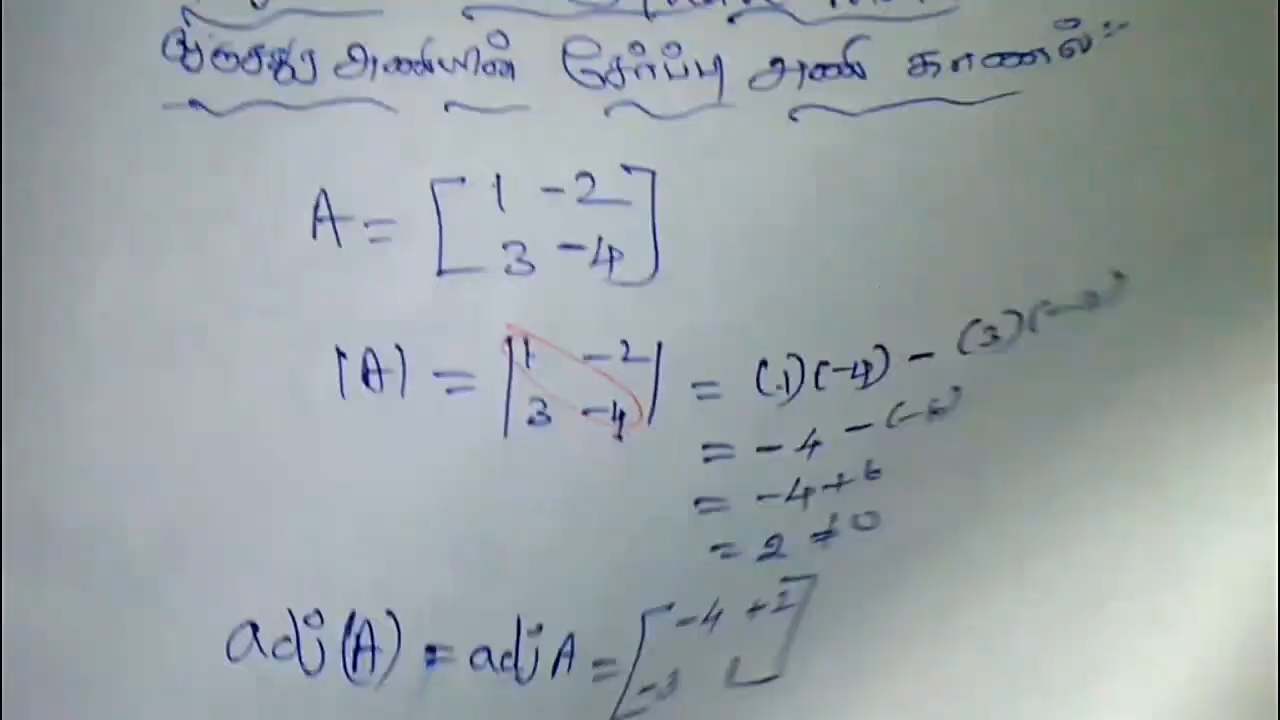 அணியின் சேர்ப்பு அணி காணல்:-
A = [ 1 -2
3 -4 ]
|A| = | 1 -2 | = (1)(-4) - (3)(-2)
| 3 -4 |
= -4 - (-6)
= -4 + 6
= 2 ≠ 0
adj(A) = adj A = [ -4 +2
-3 ]